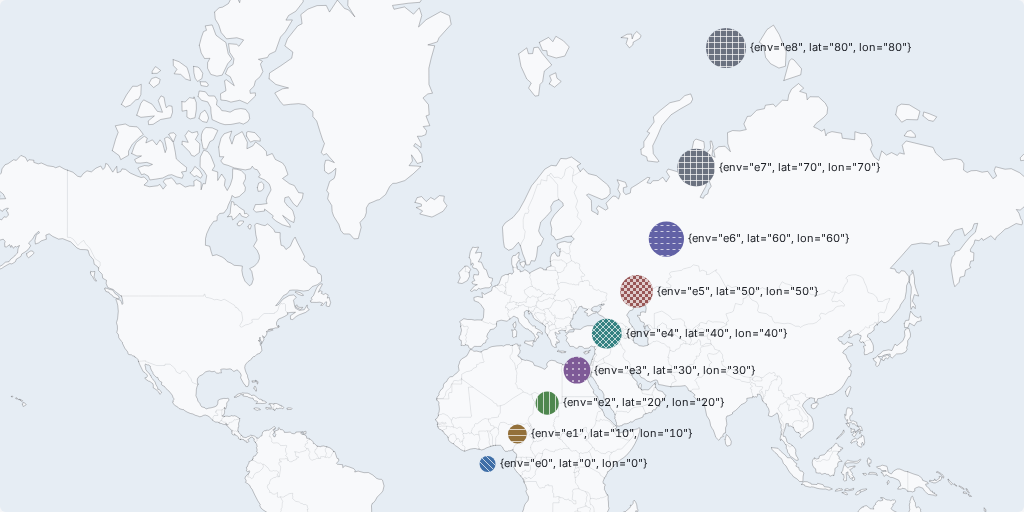 {env="e8", lat="80", lon="80"}
{env="e7", lat="70", lon="70"}
{env="e6", lat="60", lon="60"}
{env="e5", lat="50", lon="50"}
{env="e4", lat="40", lon="40"}
{env="e3", lat="30", lon="30"}
{env="e2", lat="20", lon="20"}
{env="e1", lat="10", lon="10"}
{env="e0", lat="0", lon="0"}